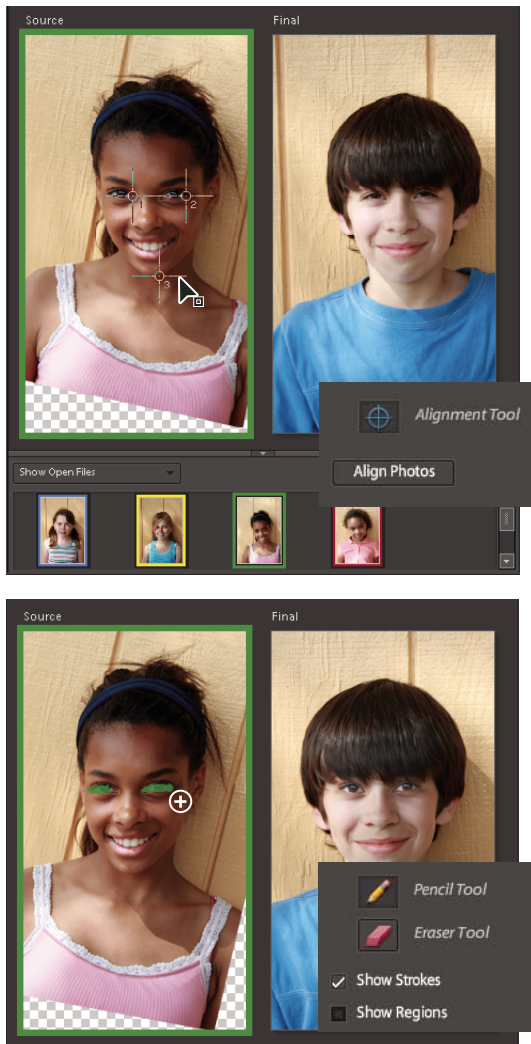 Source
Final
1
2
3
Alignment Tool
Align Photos
Show Open Files
Source
Final
Pencil Tool
Eraser Tool
Show Strokes
Show Regions